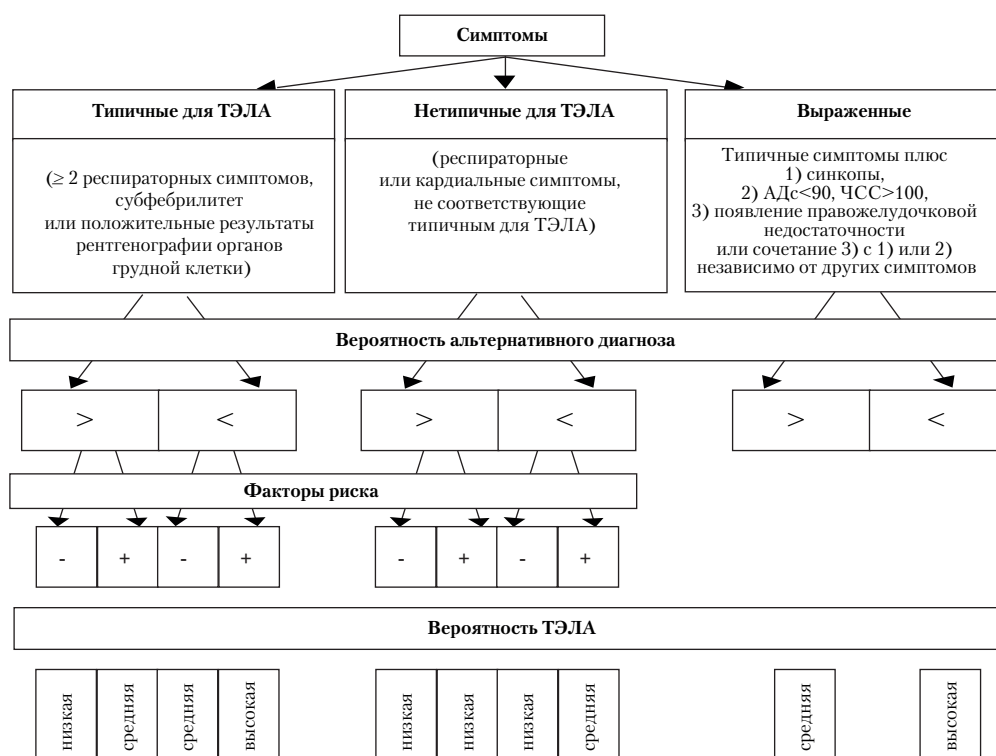 Симптомы
Типичные для ТЭЛА
(≥ 2 респираторных симптомов,
субфебрилитет
или положительные результаты
рентгенографии органов
грудной клетки)
Нетипичные для ТЭЛА
(респираторные
или кардиальные симптомы,
не соответствующие
типичным для ТЭЛА)
Выраженные
Типичные симптомы плюс
1) синкопы,
2) АДс<90, ЧСС>100,
3) появление правожелудочковой
недостаточности
или сочетание 3) с 1) или 2)
независимо от других симптомов
Вероятность альтернативного диагноза
> < > < > <
Факторы риска
- + - + - + - +
Вероятность ТЭЛА
низкая
средняя
средняя
высокая
низкая
низкая
низкая
средняя
средняя
высокая